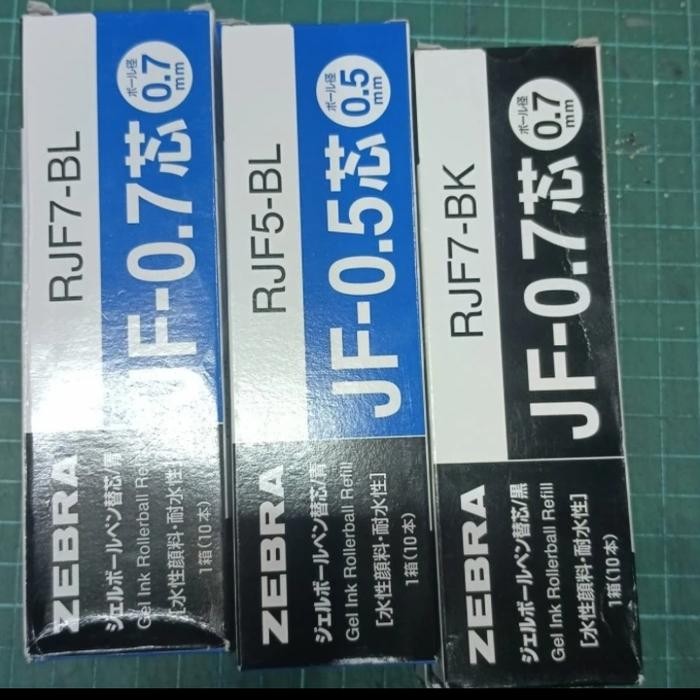 RJF7-BL
JF-0.7芯
ボール径
0.7
mm
ZEBRA
ジェルボールペン替芯/青
Gel Ink Rollerball Refill
[水性顔料・耐水性]
1箱(10本)
RJF5-BL
JF-0.5芯
ボール径
0.5
mm
ZEBRA
ジェルボールペン替芯/青
Gel Ink Rollerball Refill
[水性顔料・耐水性]
1箱(10本)
RJF7-BK
JF-0.7芯
ボール径
0.7
mm
ZEBRA
ジェルボールペン替芯/黒
Gel Ink Rollerball Refill
[水性顔料・耐水性]
1箱(10本)